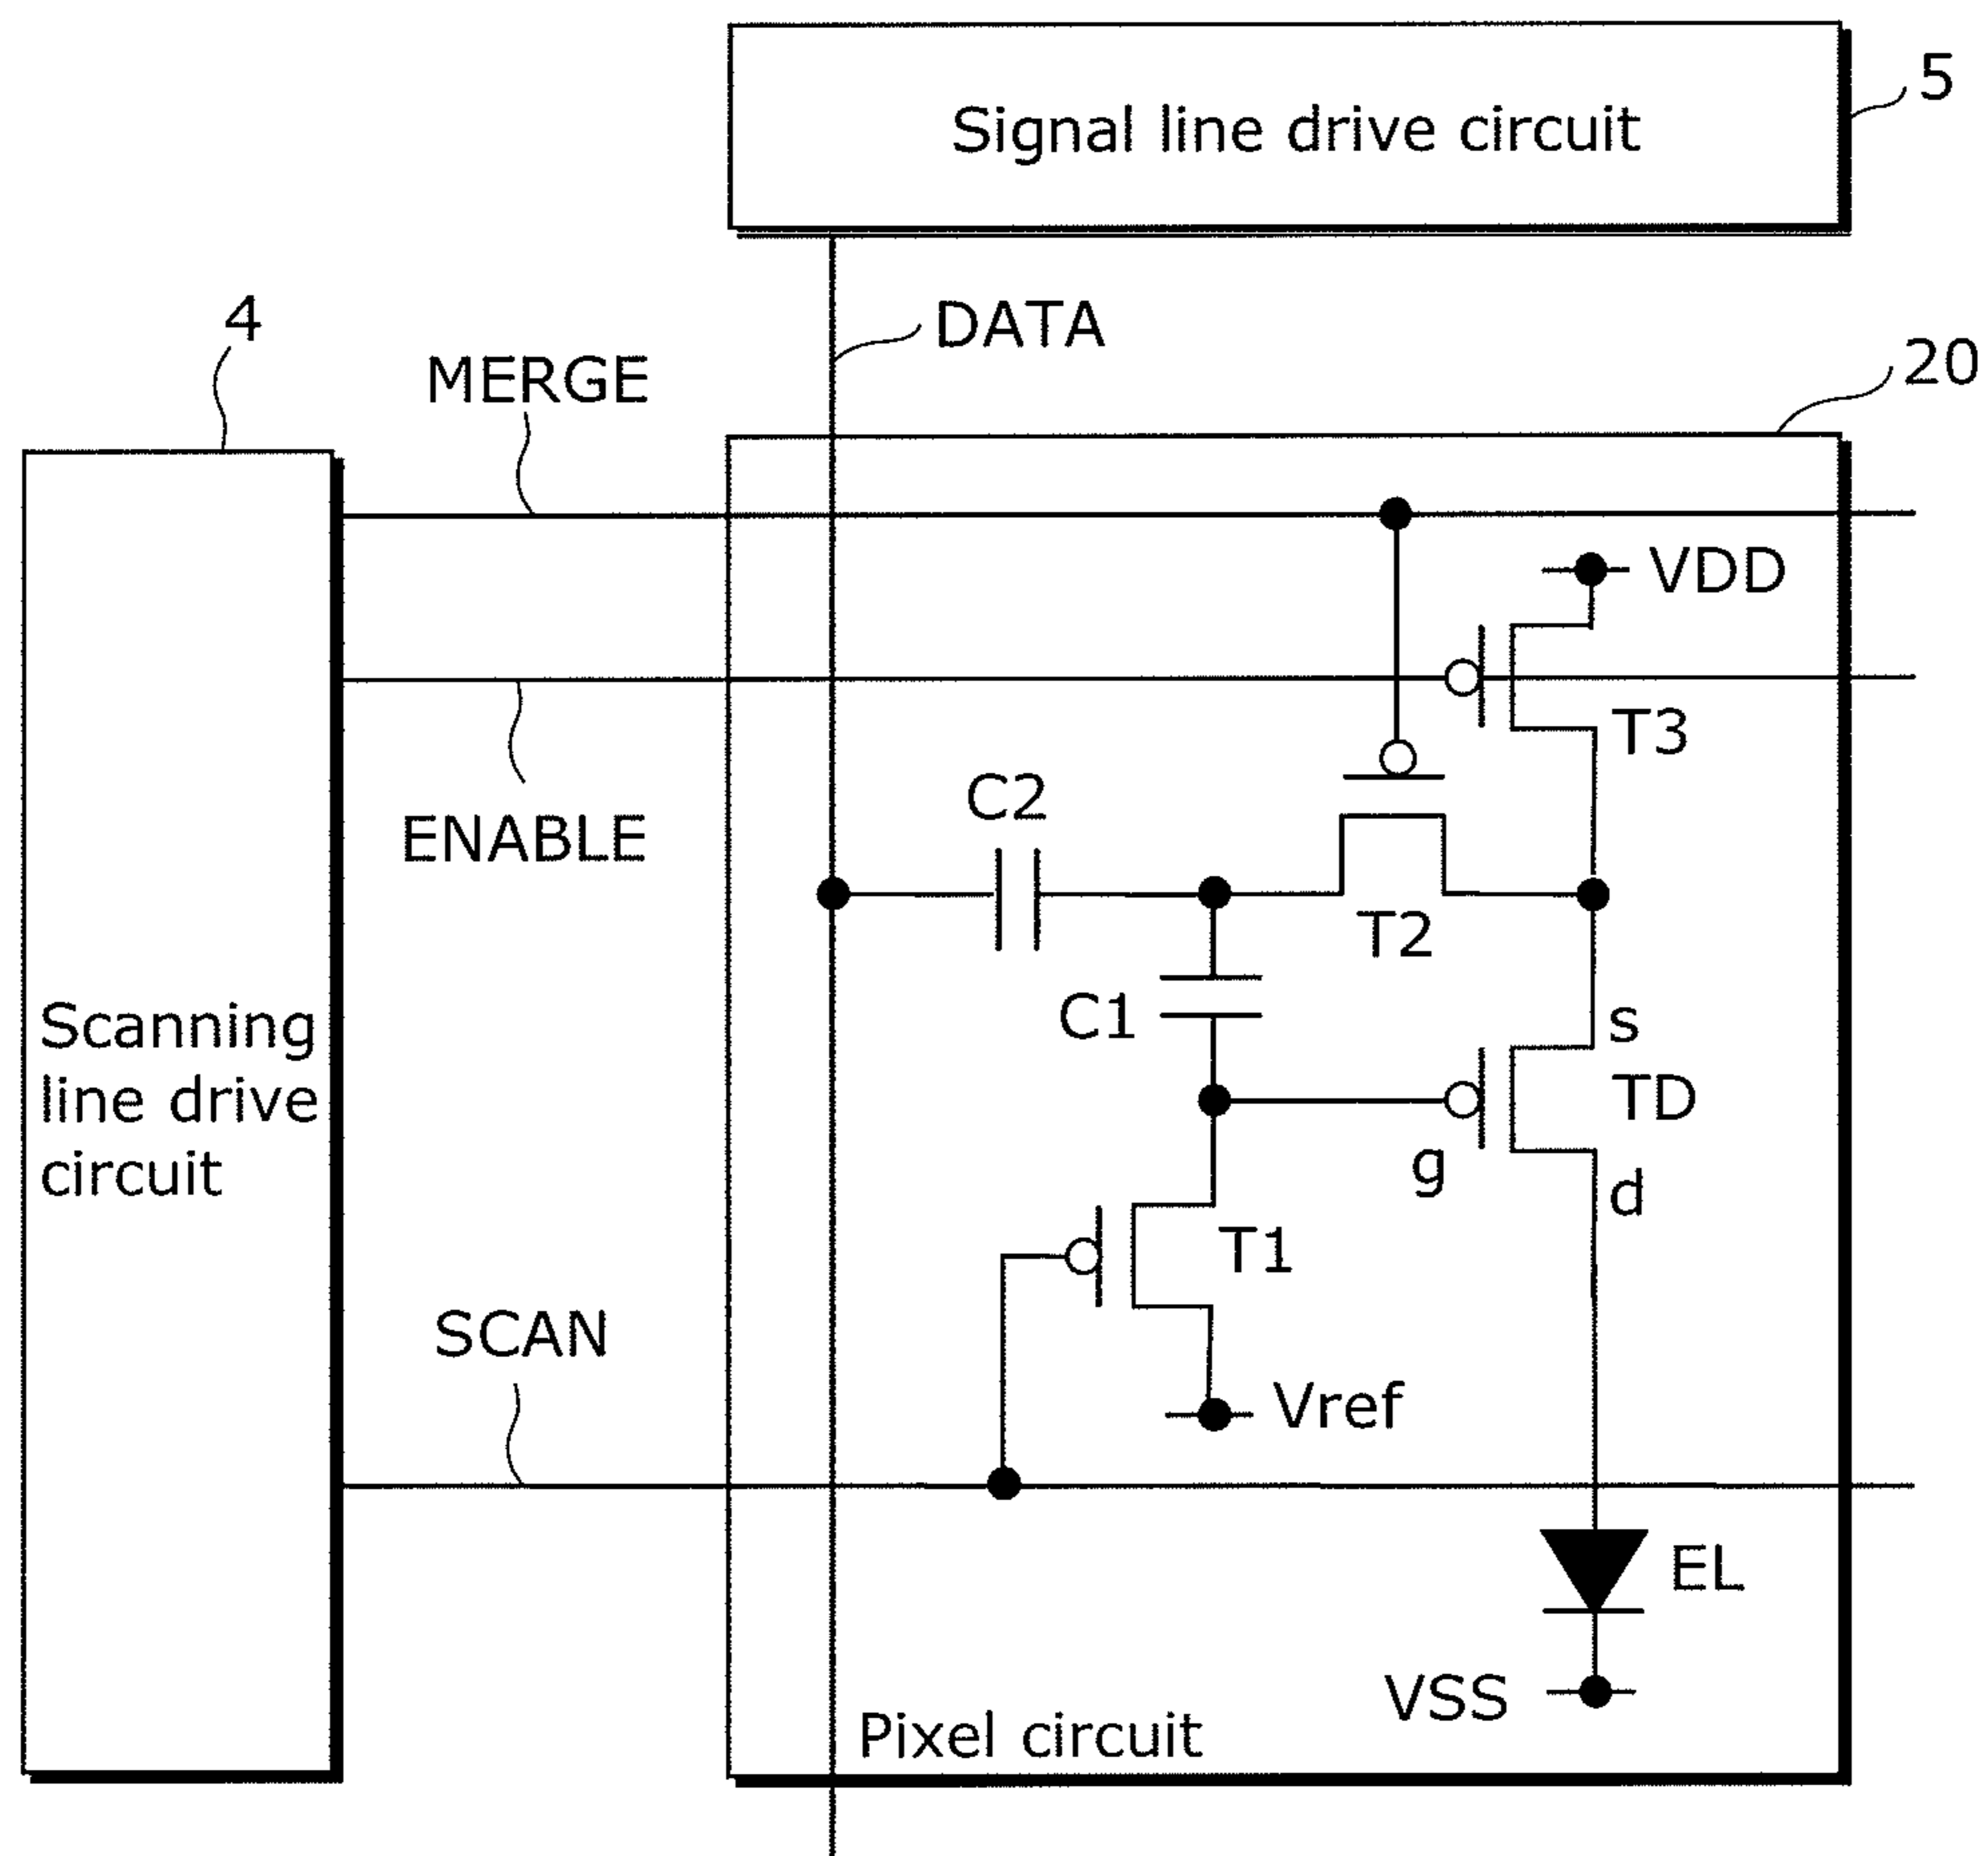 Signal line drive circuit
5
DATA
4
MERGE
20
VDD
T3
C2
ENABLE
T2
C1
s
TD
g
d
Scanning
line drive
circuit
T1
SCAN
Vref
EL
VSS
Pixel circuit